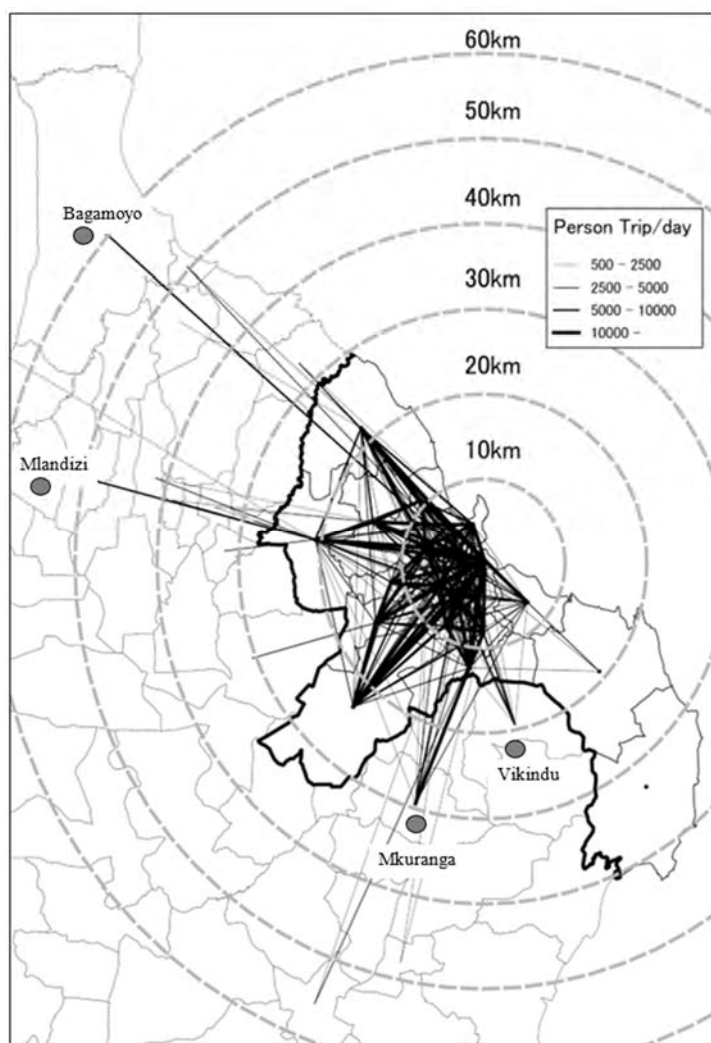 60km
50km
40km
Bagamoyo
Person Trip/day
500 - 2500
2500 - 5000
5000 - 10000
10000 -
30km
20km
10km
Mlandizi
Vikindu
Mkuranga